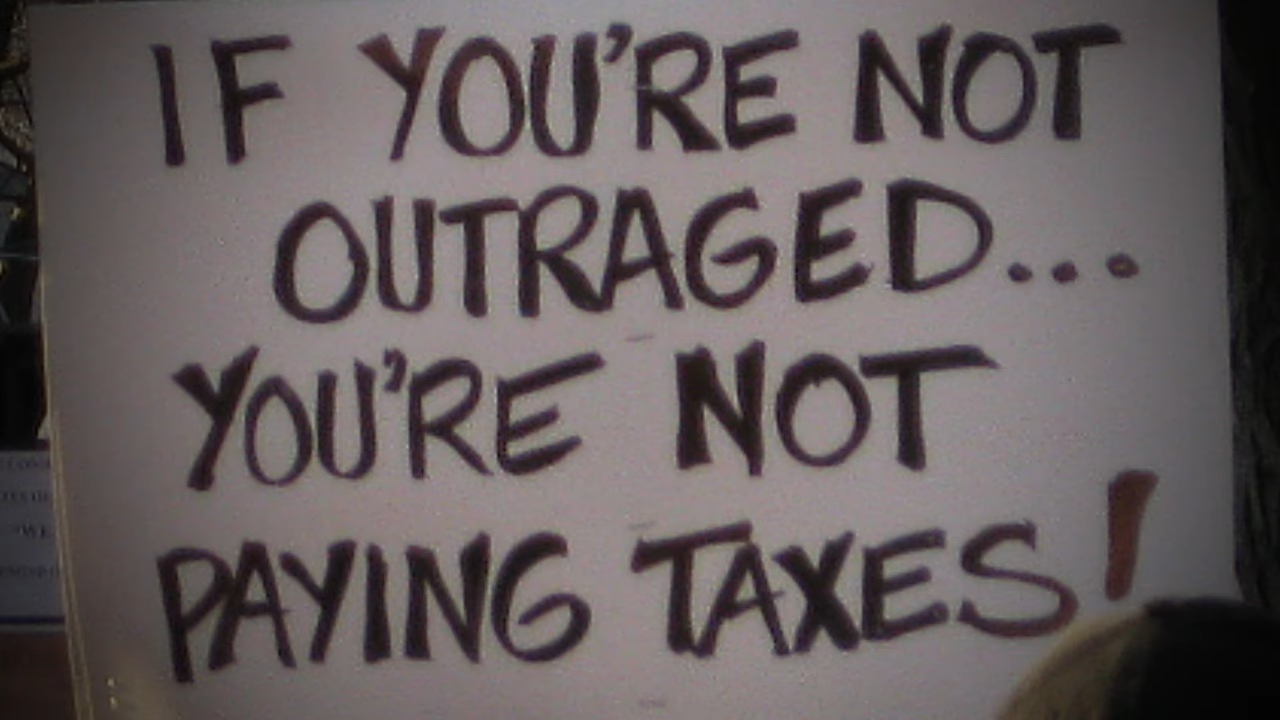 IF YOU'RE NOT
OUTRAGED...
YOU'RE NOT
PAYING TAXES!